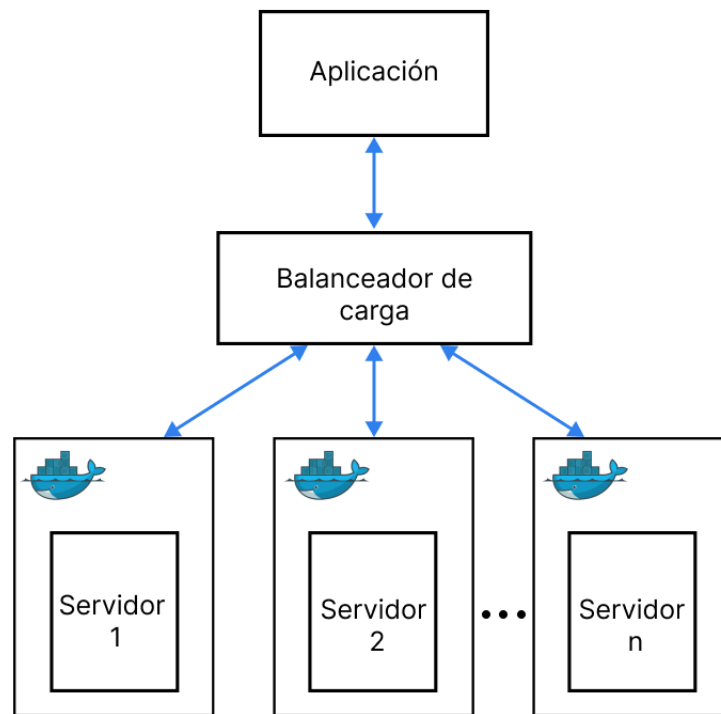 Aplicación
Balanceador de
carga
Servidor
1
Servidor
2
Servidor
n